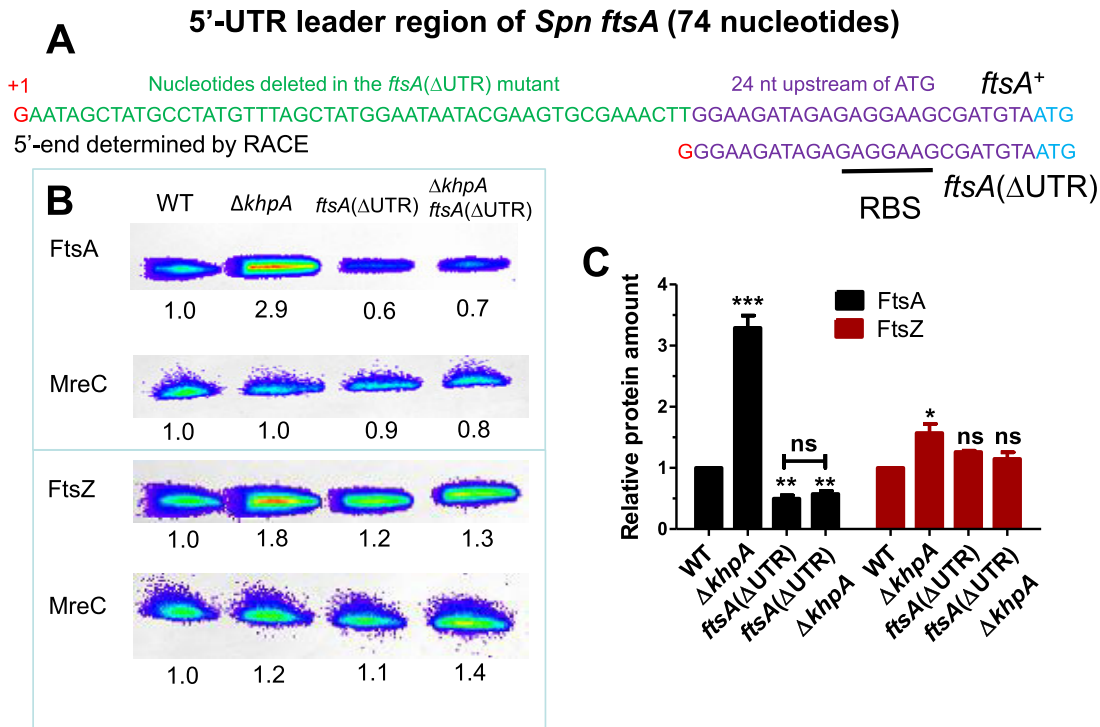 5’-UTR leader region of Spn ftsA (74 nucleotides)
A
+1 Nucleotides deleted in the ftsA(ΔUTR) mutant 24 nt upstream of ATG ftsA+
GAATAGCTATGCCTATGTTTAGCTATGGAATAATACGAAGTGCGAAACTTGGAAGATAGAGAGGAAGCGATGTAATG
5’-end determined by RACE
GGGAAGATAGAGAGGAAGCGATGTAATG
RBS
ftsA(ΔUTR)
B
WT ΔkhpA ftsA(ΔUTR) ΔkhpA
ftsA(ΔUTR)
FtsA
1.0 2.9 0.6 0.7
MreC
1.0 1.0 0.9 0.8
FtsZ
1.0 1.8 1.2 1.3
MreC
1.0 1.2 1.1 1.4
C
Relative protein amount
4
3
2
1
0
FtsA
FtsZ
***
**
ns
**
*
ns
ns
WT
ΔkhpA
ftsA(ΔUTR)
ftsA(ΔUTR)
ΔkhpA
WT
ΔkhpA
ftsA(ΔUTR)
ftsA(ΔUTR)
ΔkhpA